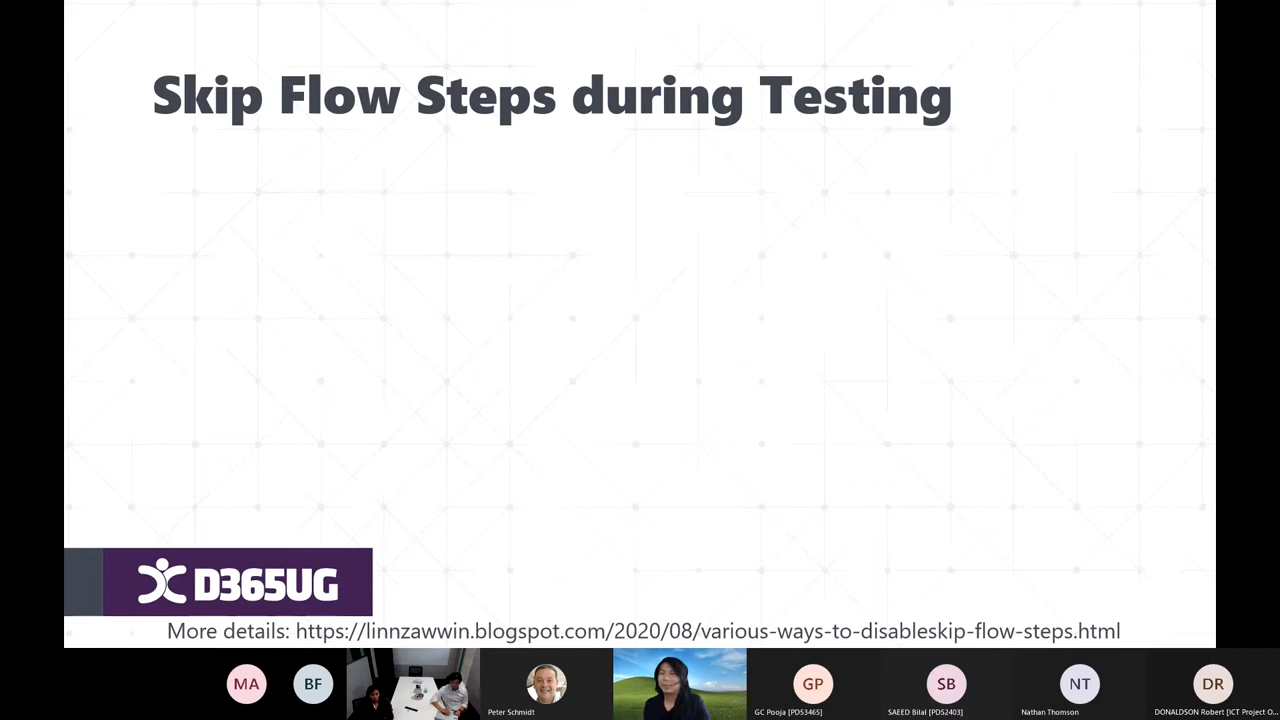 Skip Flow Steps during Testing
D365UG
More details: https://linnzawwin.blogspot.com/2020/08/various-ways-to-disableskip-flow-steps.html
MA
BF
Peter Schmidt
GP
GC Pooja [PDS3465]
SB
SAEED Bilal [PDS2403]
NT
Nathan Thomson
DR
DONALDSON Robert [ICT Project O...